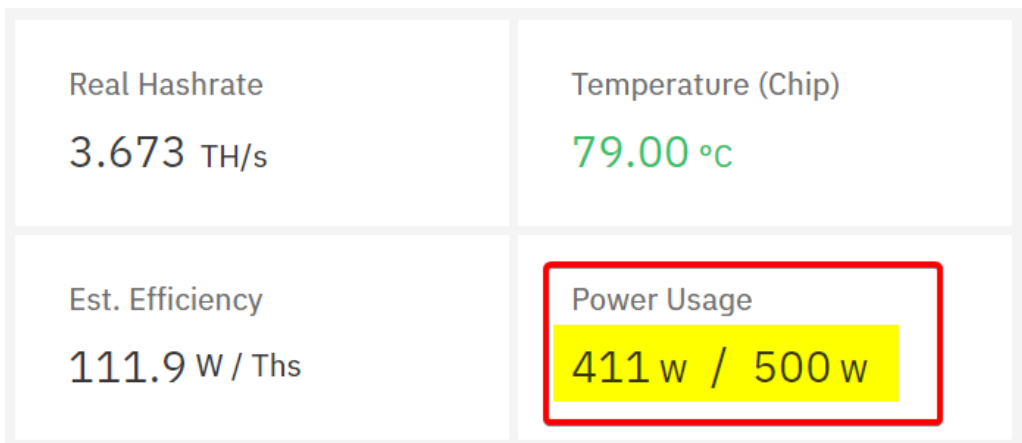 Real Hashrate
3.673 TH/s
Temperature (Chip)
79.00 °C
Est. Efficiency
111.9 W / Ths
Power Usage
411 W / 500 W